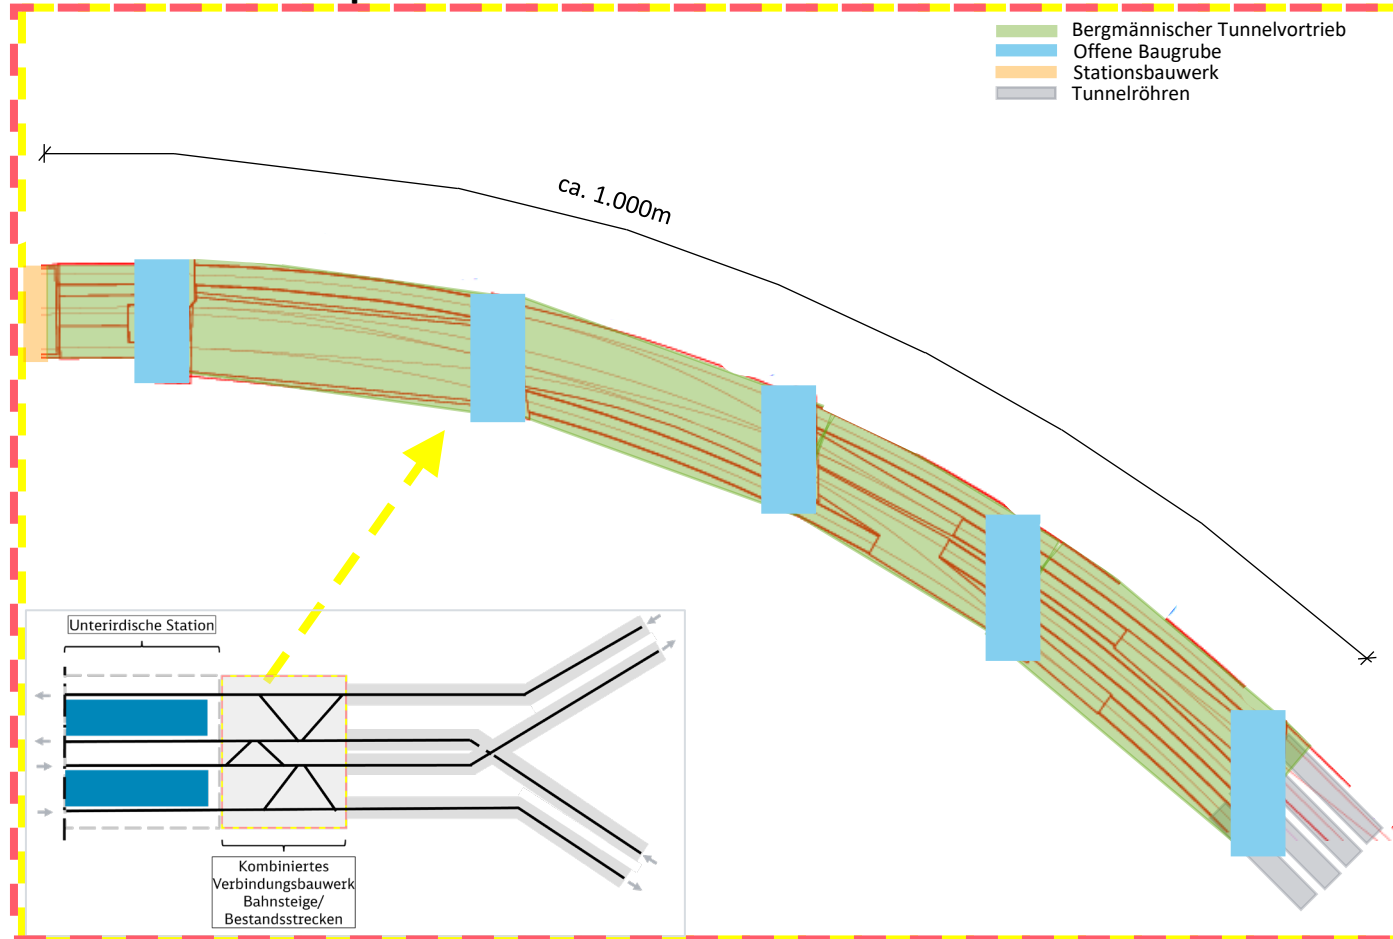 Bergmännischer Tunnelvortrieb
Offene Baugrube
Stationsbauwerk
Tunnelröhren
ca. 1.000m
Unterirdische Station
Kombiniertes
Verbindungsbauwerk
Bahnsteige/
Bestandsstrecken